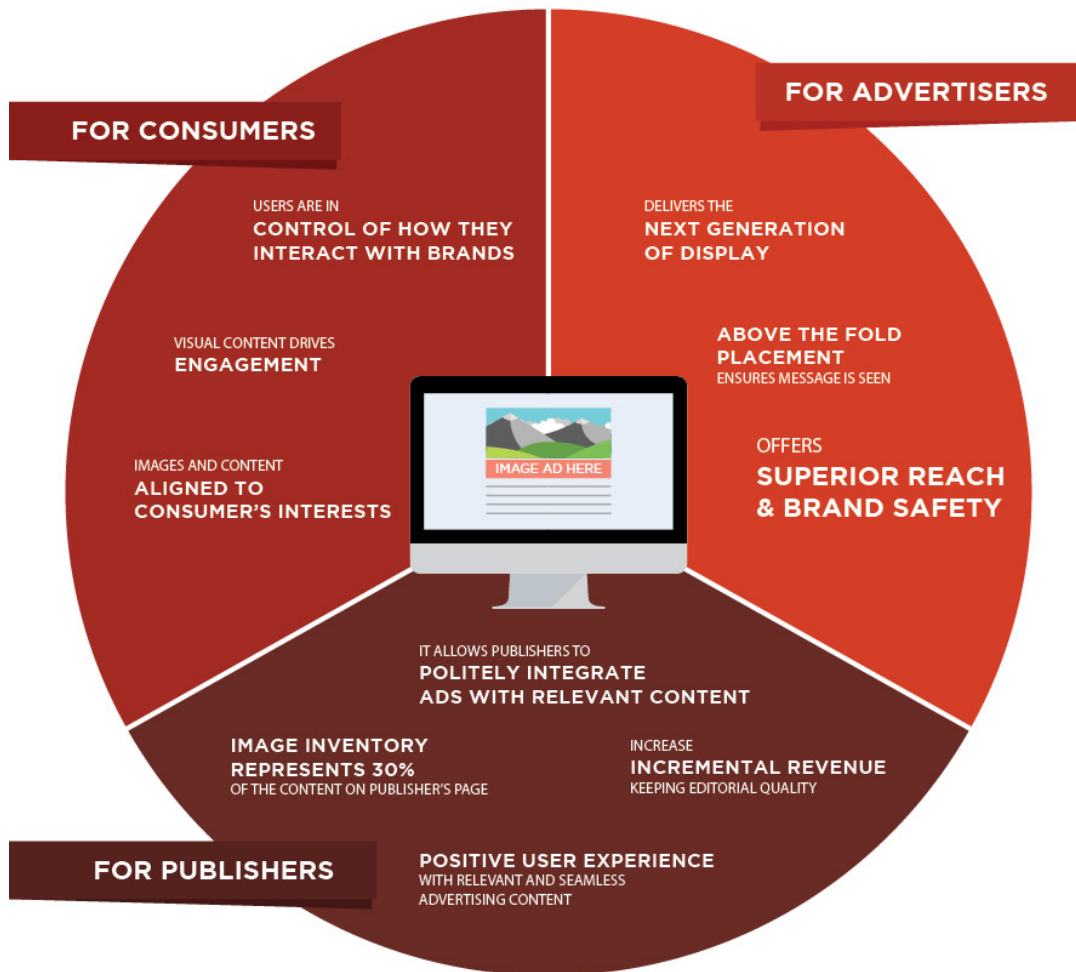 FOR CONSUMERS
USERS ARE IN
CONTROL OF HOW THEY
INTERACT WITH BRANDS
VISUAL CONTENT DRIVES
ENGAGEMENT
IMAGES AND CONTENT
ALIGNED TO
CONSUMER'S INTERESTS
FOR ADVERTISERS
DELIVERS THE
NEXT GENERATION
OF DISPLAY
ABOVE THE FOLD
PLACEMENT
ENSURES MESSAGE IS SEEN
OFFERS
SUPERIOR REACH
& BRAND SAFETY
IMAGE AD HERE
IT ALLOWS PUBLISHERS TO
POLITELY INTEGRATE
ADS WITH RELEVANT CONTENT
IMAGE INVENTORY
REPRESENTS 30%
OF THE CONTENT ON PUBLISHER'S PAGE
INCREASE
INCREMENTAL REVENUE
KEEPING EDITORIAL QUALITY
FOR PUBLISHERS
POSITIVE USER EXPERIENCE
WITH RELEVANT AND SEAMLESS
ADVERTISING CONTENT